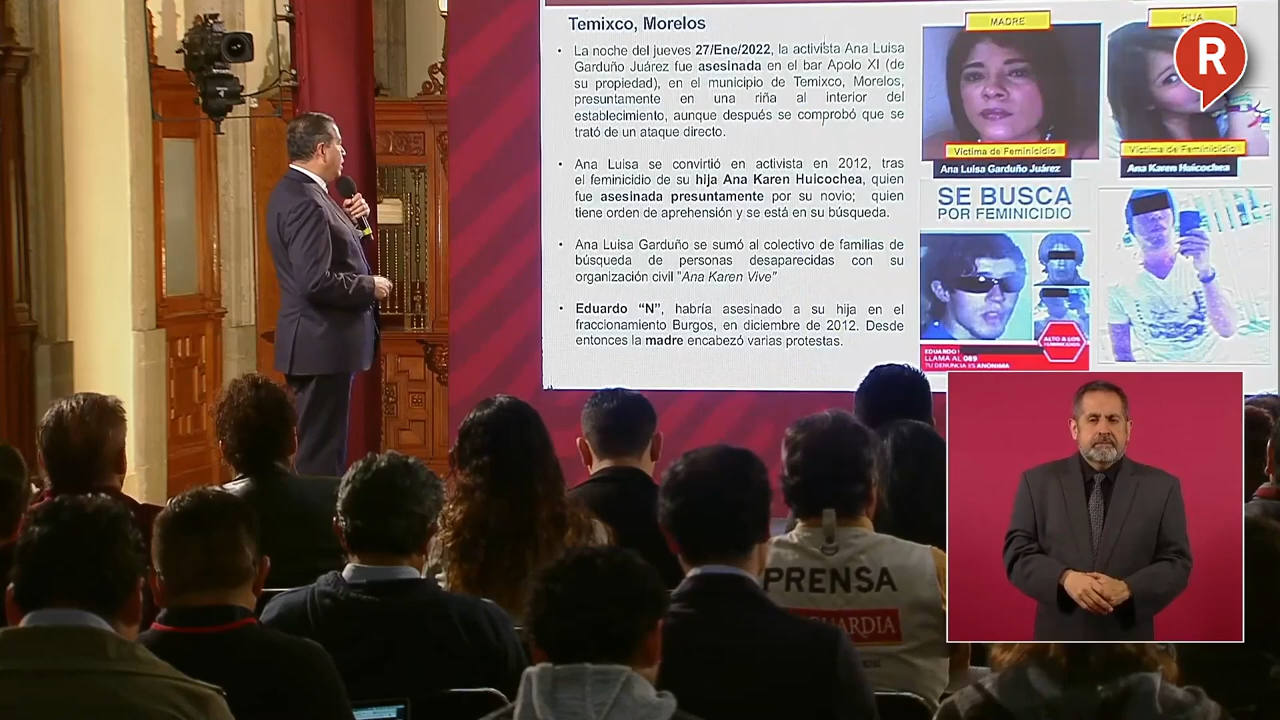 Temixco, Morelos
• La noche del jueves 27/Ene/2022, la activista Ana Luisa
Garduño Juárez fue asesinada en el bar Apolo XI (de
su propiedad), en el municipio de Temixco, Morelos,
presuntamente en una riña al interior del
establecimiento, aunque después se comprobó que se
trató de un ataque directo.
• Ana Luisa se convirtió en activista en 2012, tras
el feminicidio de su hija Ana Karen Huicochea, quien
fue asesinada presuntamente por su novio; quien
tiene orden de aprehensión y se está en su búsqueda.
• Ana Luisa Garduño se sumó al colectivo de familias de
búsqueda de personas desaparecidas con su
organización civil "Ana Karen Vive"
• Eduardo “N”, habría asesinado a su hija en el
fraccionamiento Burgos, en diciembre de 2012. Desde
entonces la madre encabezó varias protestas.
MADRE
Víctima de Feminicidio
Ana Luisa Garduño Juárez
HIJA
Víctima de Feminicidio
Ana Karen Huicochea
R
SE BUSCA
POR FEMINICIDIO
ALTO A LOS
FEMINICIDIOS
EDUARDO
LLAMA AL 089
TU DENUNCIA ES ANÓNIMA
PRENSA